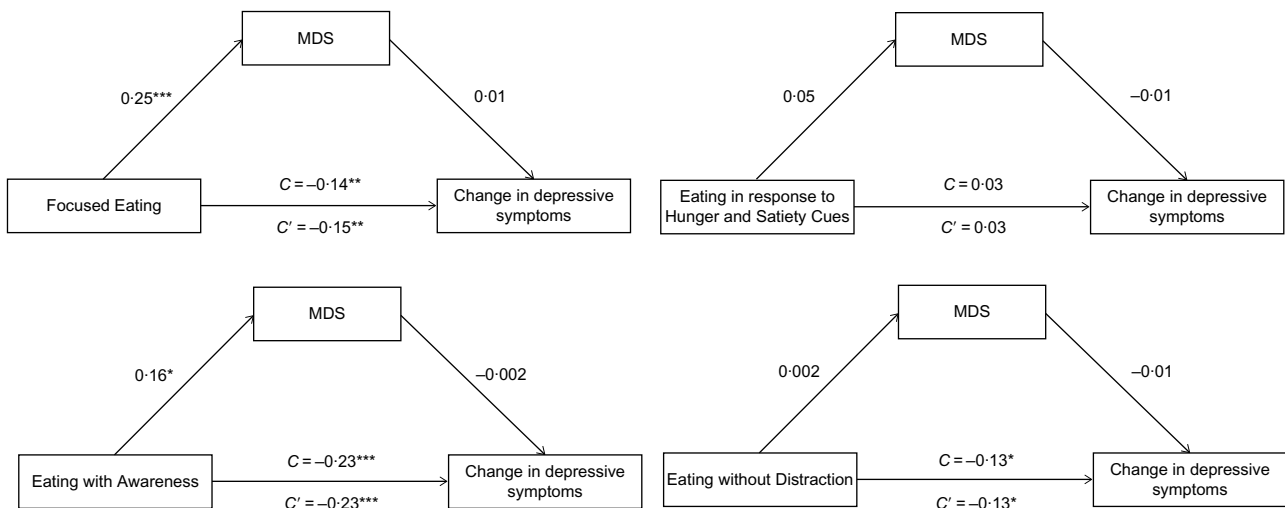 MDS
0·25***
0·01
Focused Eating
C = –0·14**
C′ = –0·15**
Change in depressive
symptoms
MDS
0·05
–0·01
Eating in response to
Hunger and Satiety Cues
C = 0·03
C′ = 0·03
Change in depressive
symptoms
MDS
0·16*
–0·002
Eating with Awareness
C = –0·23***
C′ = –0·23***
Change in depressive
symptoms
MDS
0·002
–0·01
Eating without Distraction
C = –0·13*
C′ = –0·13*
Change in depressive
symptoms